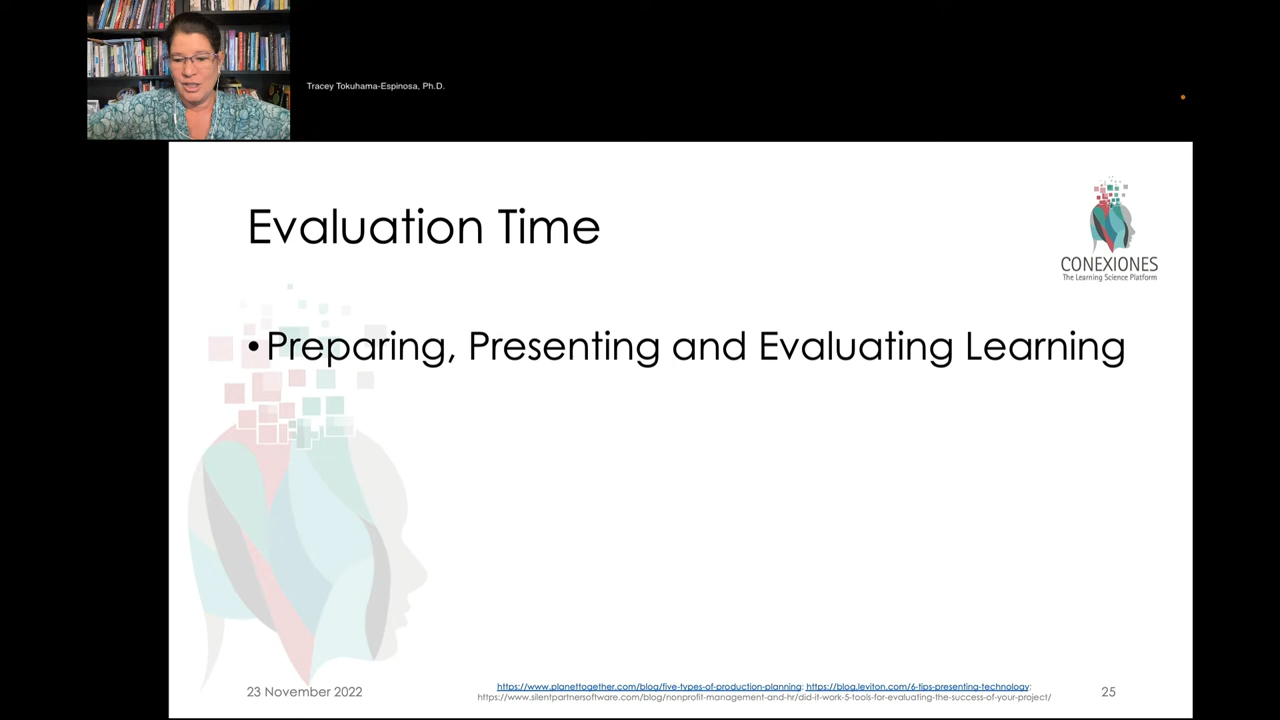 Tracey Tokuhama-Espinosa, Ph.D.
Evaluation Time
CONEXIONES
The Learning Science Platform
• Preparing, Presenting and Evaluating Learning
23 November 2022
https://www.planettogether.com/blog/five-types-of-production-planning; https://blog.leviton.com/6-tips-presenting-technology;
https://www.silentpartnersoftware.com/blog/nonprofit-management-and-hr/did-it-work-5-tools-for-evaluating-the-success-of-your-project/
25